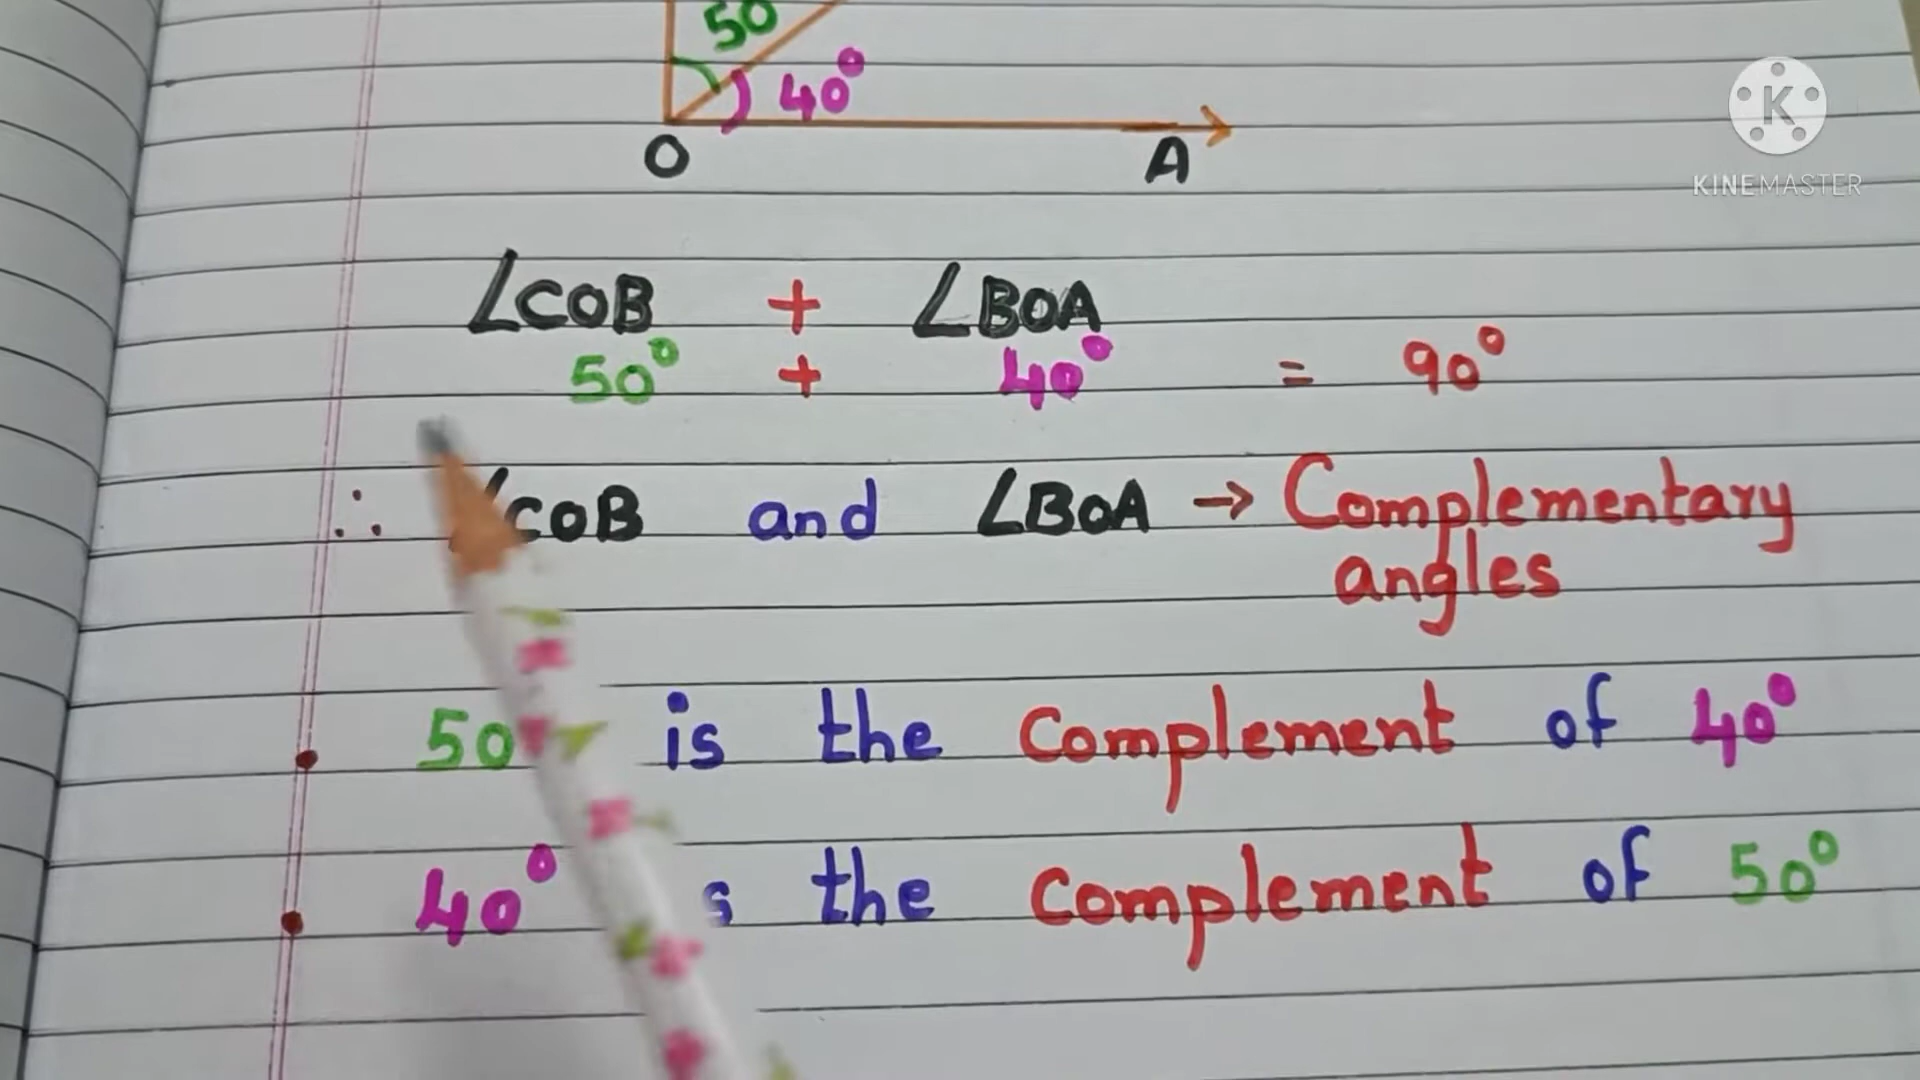 50
40°
O A
KINEMASTER
∠COB + ∠BOA
50° + 40° = 90°
∴ ∠COB and ∠BOA → Complementary
angles
• 50 is the Complement of 40°
• 40° s the Complement of 50°